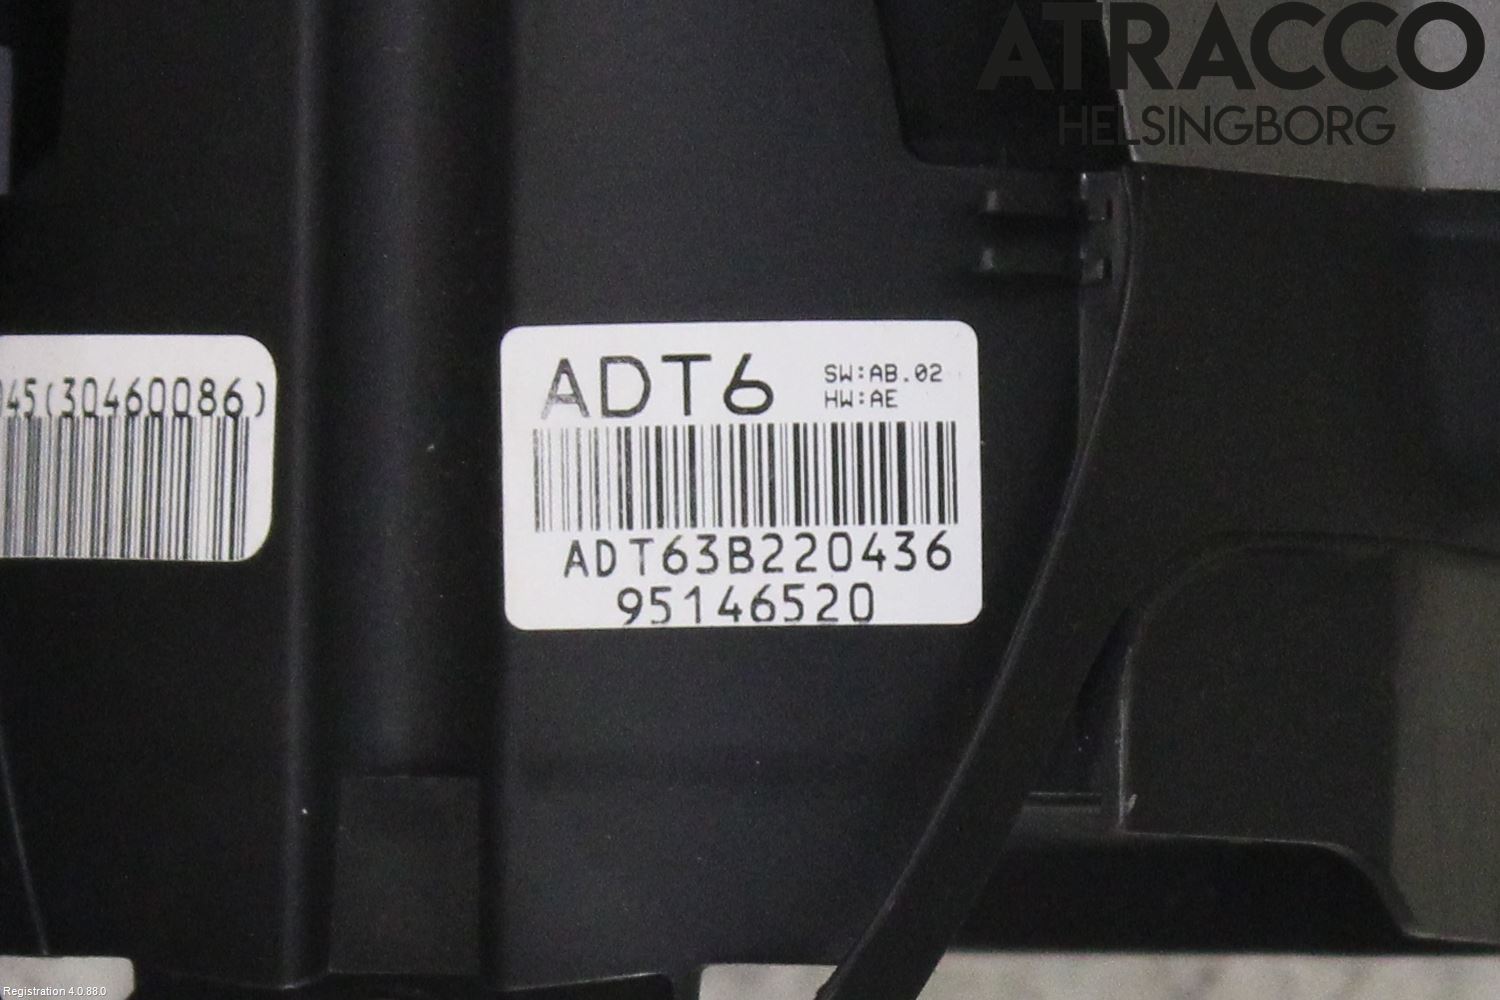 ATRACCO
HELSINGBORG
45(30460086)
ADT6
SW:AB.02
HW:AE
ADT63B220436
95146520
Registration 4.0.88.0